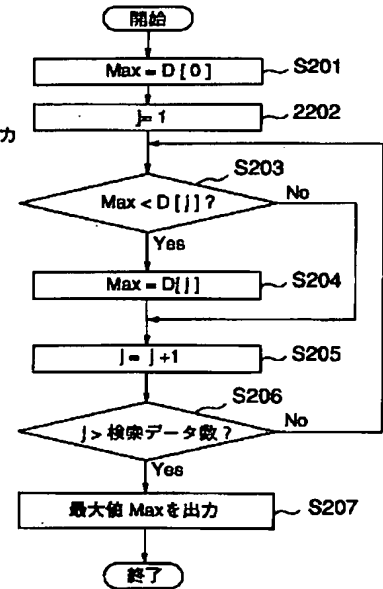 開始
Max = D [ 0 ]
S201
j= 1
2202
カ
S203
Max < D [ j ] ?
No
Yes
Max = D[ j ]
S204
j = j +1
S205
S206
j > 検索データ数 ?
No
Yes
最大値 Maxを出力
S207
終了